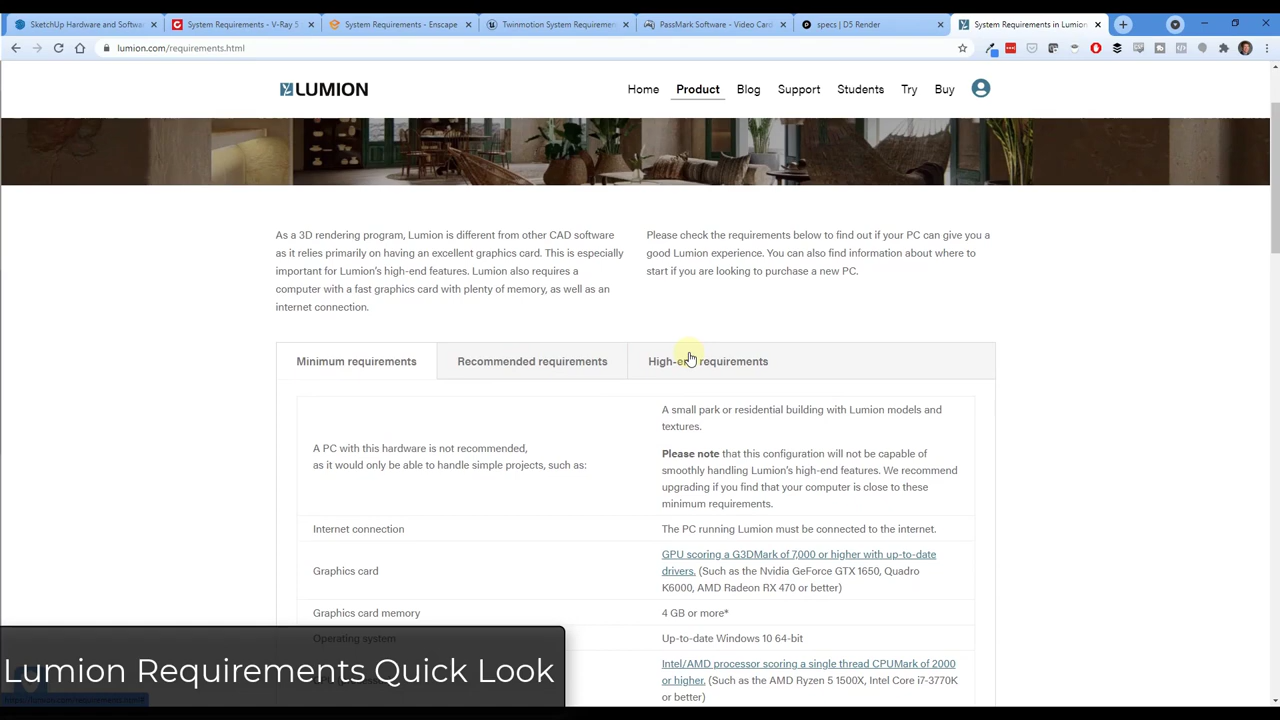 SketchUp Hardware and Softwa
System Requirements - V-Ray 5
System Requirements - Enscape
Twinmotion System Requiremen
PassMark Software - Video Card
specs | D5 Render
System Requirements in Lumion
lumion.com/requirements.html
LUMION
Home
Product
Blog
Support
Students
Try
Buy
As a 3D rendering program, Lumion is different from other CAD software
as it relies primarily on having an excellent graphics card. This is especially
important for Lumion's high-end features. Lumion also requires a
computer with a fast graphics card with plenty of memory, as well as an
internet connection.
Please check the requirements below to find out if your PC can give you a
good Lumion experience. You can also find information about where to
start if you are looking to purchase a new PC.
Minimum requirements
Recommended requirements
High-end requirements
A PC with this hardware is not recommended,
as it would only be able to handle simple projects, such as:
A small park or residential building with Lumion models and
textures.
Please note that this configuration will not be capable of
smoothly handling Lumion's high-end features. We recommend
upgrading if you find that your computer is close to these
minimum requirements.
Internet connection
The PC running Lumion must be connected to the internet.
Graphics card
GPU scoring a G3DMark of 7,000 or higher with up-to-date
drivers. (Such as the Nvidia GeForce GTX 1650, Quadro
K6000, AMD Radeon RX 470 or better)
Graphics card memory
4 GB or more*
Operating system
Up-to-date Windows 10 64-bit
Intel/AMD processor scoring a single thread CPUMark of 2000
or higher. (Such as the AMD Ryzen 5 1500X, Intel Core i7-3770K
or better)
Lumion Requirements Quick Look